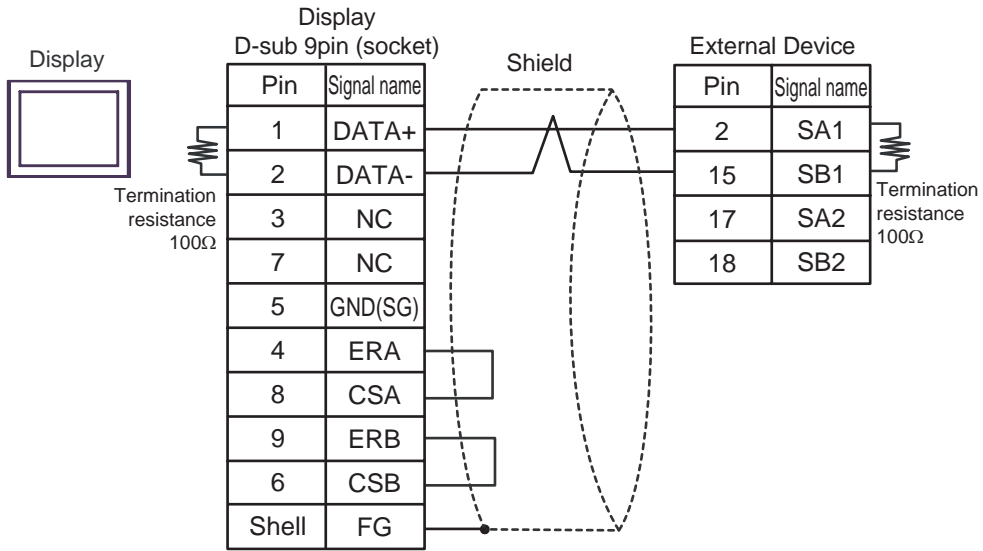 Display
Display
D-sub 9pin (socket)
Shield
External Device
Pin Signal name
1 DATA+
2 DATA-
3 NC
7 NC
5 GND(SG)
4 ERA
8 CSA
9 ERB
6 CSB
Shell FG
Termination
resistance
100Ω
Pin Signal name
2 SA1
15 SB1
17 SA2
18 SB2
Termination
resistance
100Ω